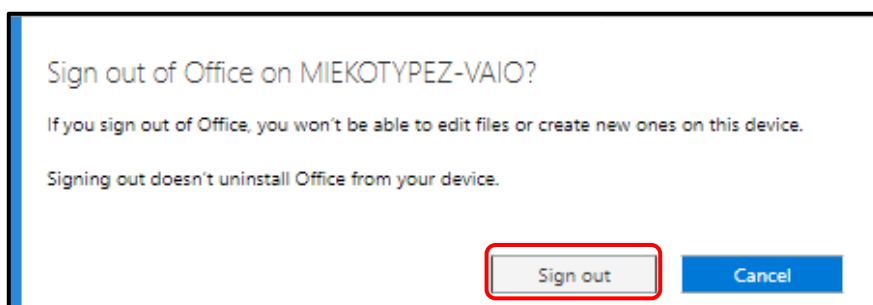 Sign out of Office on MIEKOTYPEZ-VAIO?
If you sign out of Office, you won't be able to edit files or create new ones on this device.
Signing out doesn't uninstall Office from your device.
Sign out Cancel